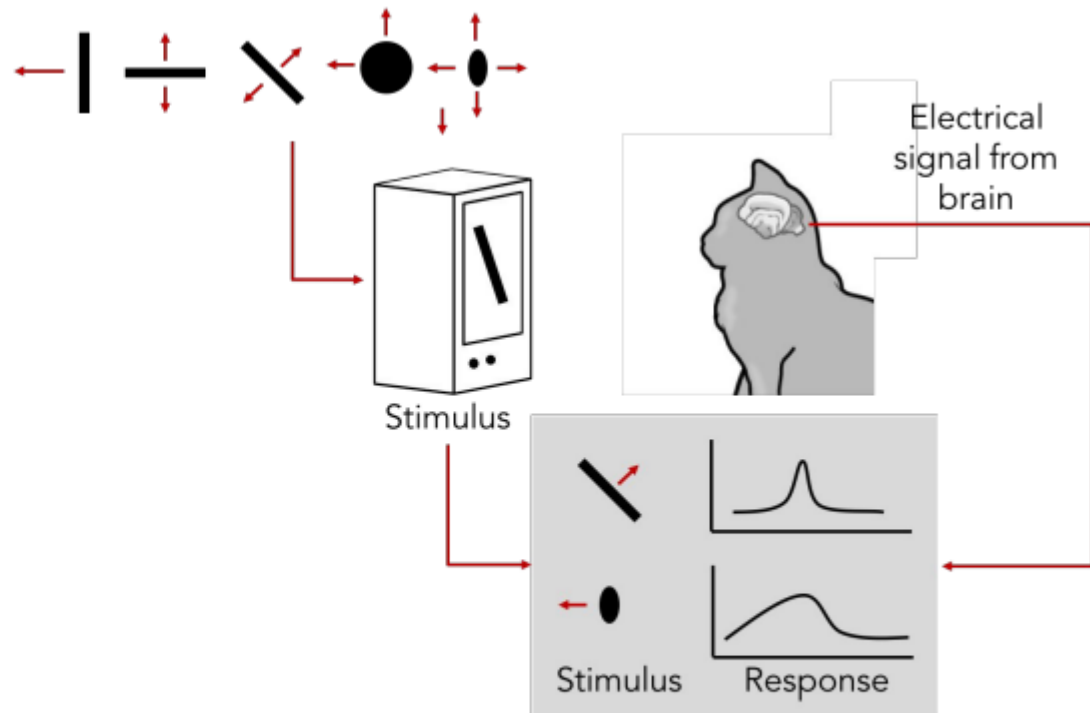 Electrical
signal from
brain
Stimulus
Stimulus
Response